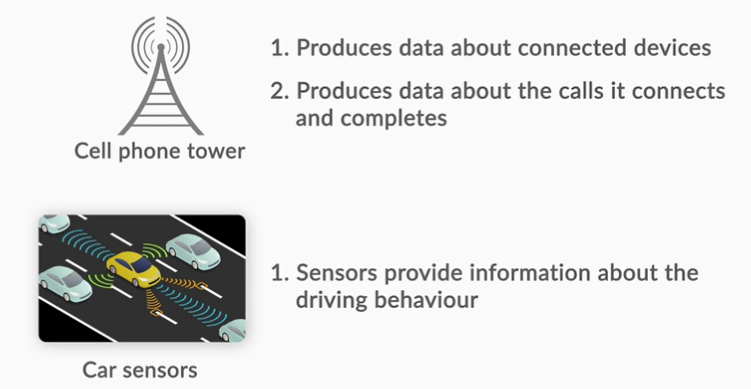 1. Produces data about connected devices
2. Produces data about the calls it connects
and completes
Cell phone tower
1. Sensors provide information about the
driving behaviour
Car sensors